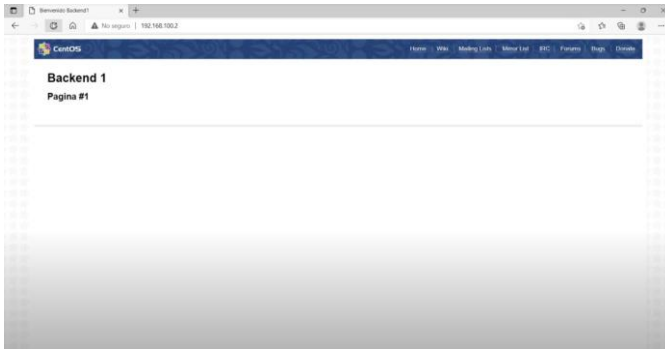 Bienvenido Backend1
No seguro | 192.168.100.2
CentOS
Home Wiki Mailing Lists Mirror List IRC Forums Bugs Donate
Backend 1
Pagina #1